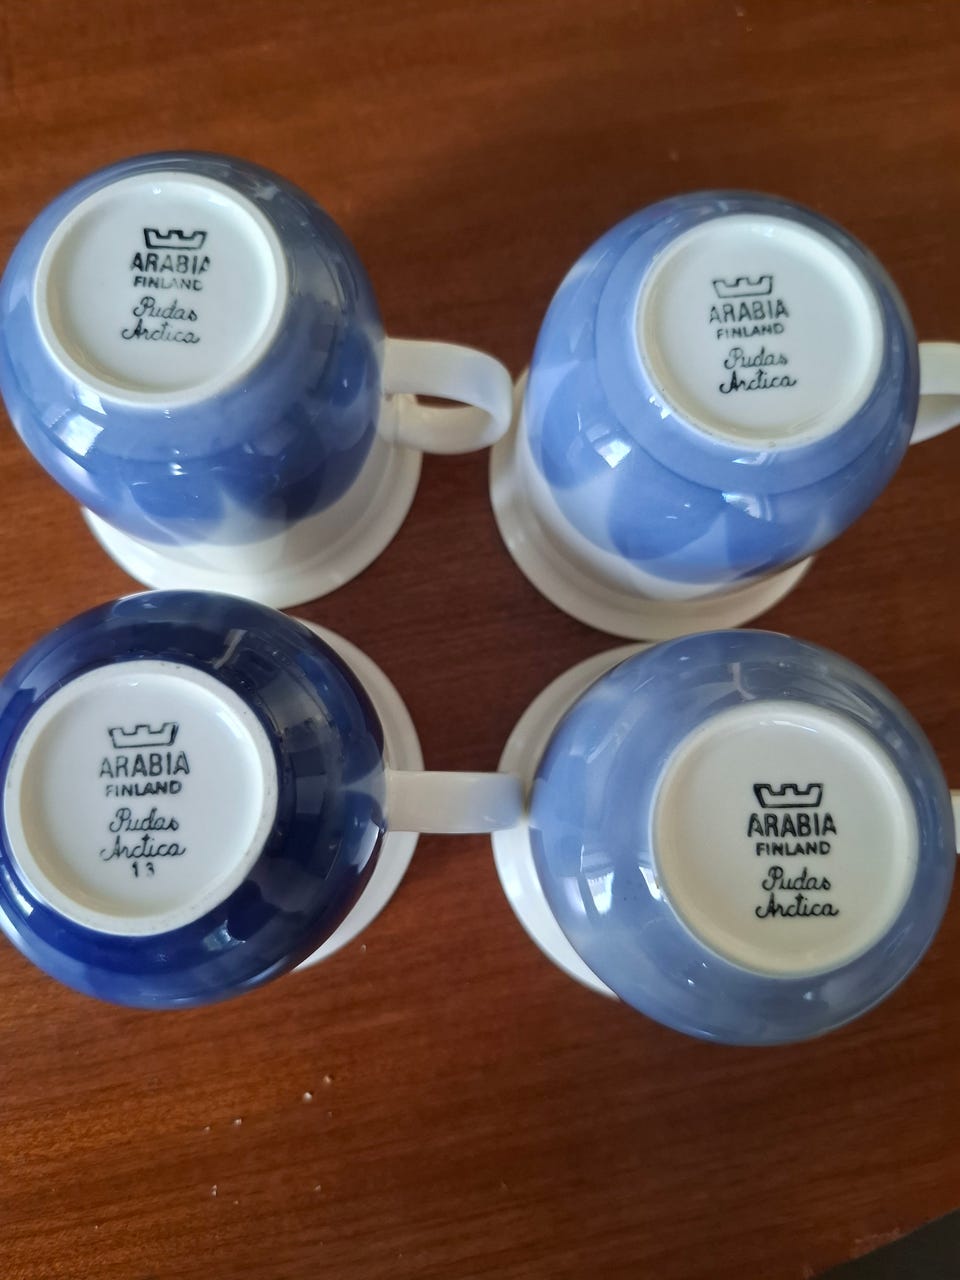 ARABIA
FINLAND
Pudas
Arctica
ARABIA
FINLAND
Pudas
Arctica
ARABIA
FINLAND
Pudas
Arctica
13
ARABIA
FINLAND
Pudas
Arctica